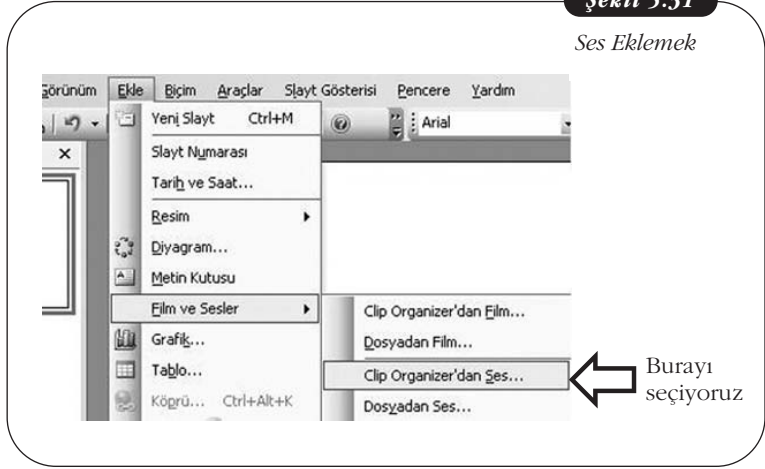 Şekil 5.51
Ses Eklemek
Görünüm Ekle Biçim Araçlar Slayt Gösterisi Pencere Yardım
Yeni Slayt Ctrl+M
Arial
Slayt Numarası
Tarih ve Saat...
Resim
Diyagram...
Metin Kutusu
Film ve Sesler
Clip Organizer'dan Film...
Grafik...
Dosyadan Film...
Tablo...
Clip Organizer'dan Ses...
Burayı
seçiyoruz
Köprü... Ctrl+Alt+K
Dosyadan Ses...